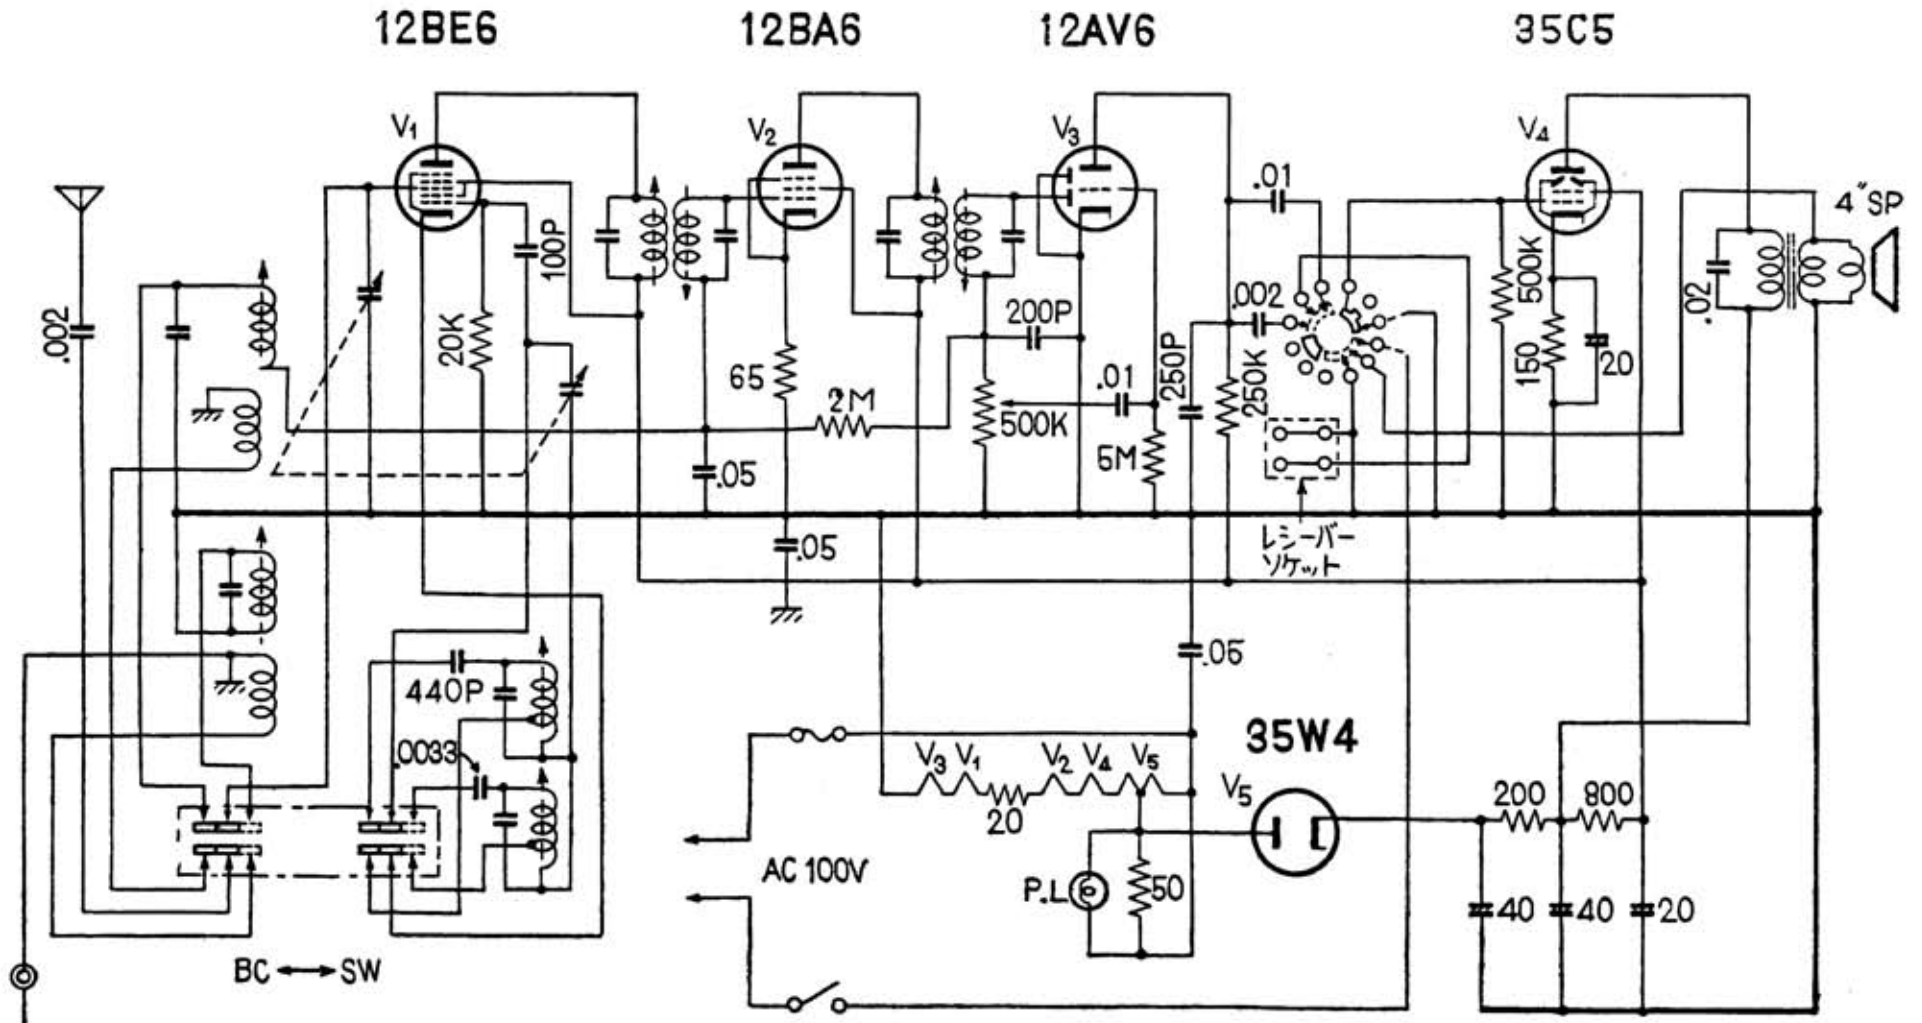 12BE6
12BA6
12AV6
35C5
V₁
V₂
V₃
V₄
4"SP
.01
100P
.002
20K
200P
.002
500K
.02
65
2M
.01
250P
250K
150
20
500K
.05
5M
.05
レシーバー
ソケット
440P
.05
.0033
35W4
V₃
V₁
V₂
V₄
V₅
V₅
20
200
800
AC 100V
P.L
50
40
40
20
BC ⟷ SW